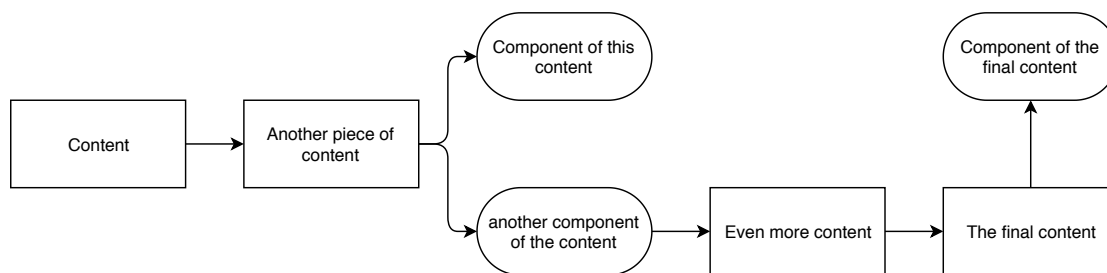 Component of this
content
Component of the
final content
Content
Another piece of
content
another component
of the content
Even more content
The final content